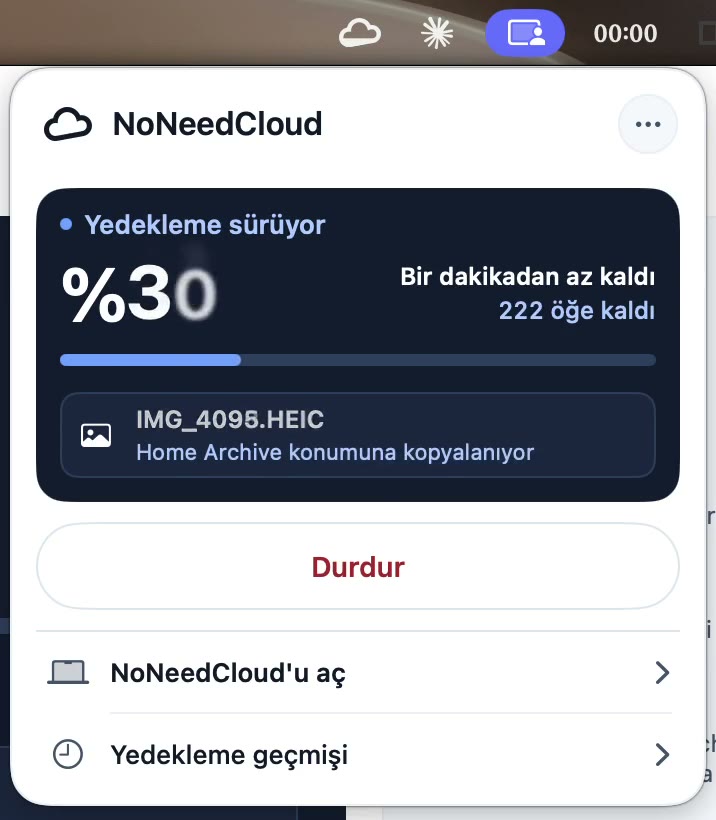 00:00
NoNeedCloud
Yedekleme sürüyor
%30
Bir dakikadan az kaldı
222 öğe kaldı
IMG_4095.HEIC
Home Archive konumuna kopyalanıyor
Durdur
NoNeedCloud'u aç
Yedekleme geçmişi